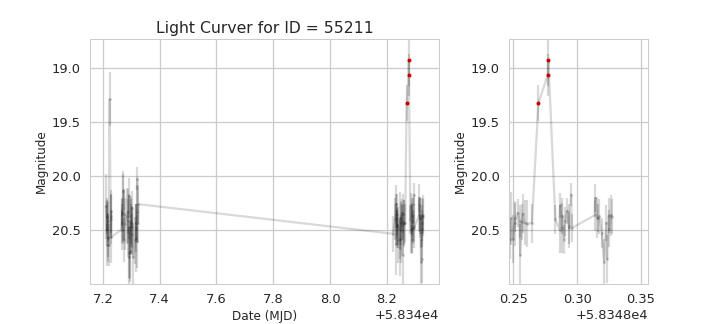 Light Curver for ID = 55211
Magnitude
19.0
19.5
20.0
20.5
7.2 7.4 7.6 7.8 8.0 8.2
Date (MJD)
+5.834e4
Magnitude
19.0
19.5
20.0
20.5
0.25 0.30 0.35
+5.8348e4